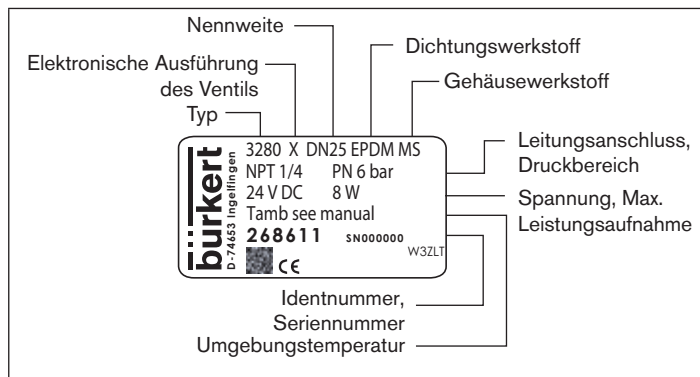 Nennweite
Dichtungswerkstoff
Elektronische Ausführung
des Ventils
Gehäusewerkstoff
Typ
bürkert
D-74653 Ingelfingen
3280 X DN25 EPDM MS
NPT 1/4 PN 6 bar
24 V DC 8 W
Tamb see manual
268611 SN000000
W3ZLT
CE
Leitungsanschluss,
Druckbereich
Spannung, Max.
Leistungsaufnahme
Identnummer,
Seriennummer
Umgebungstemperatur